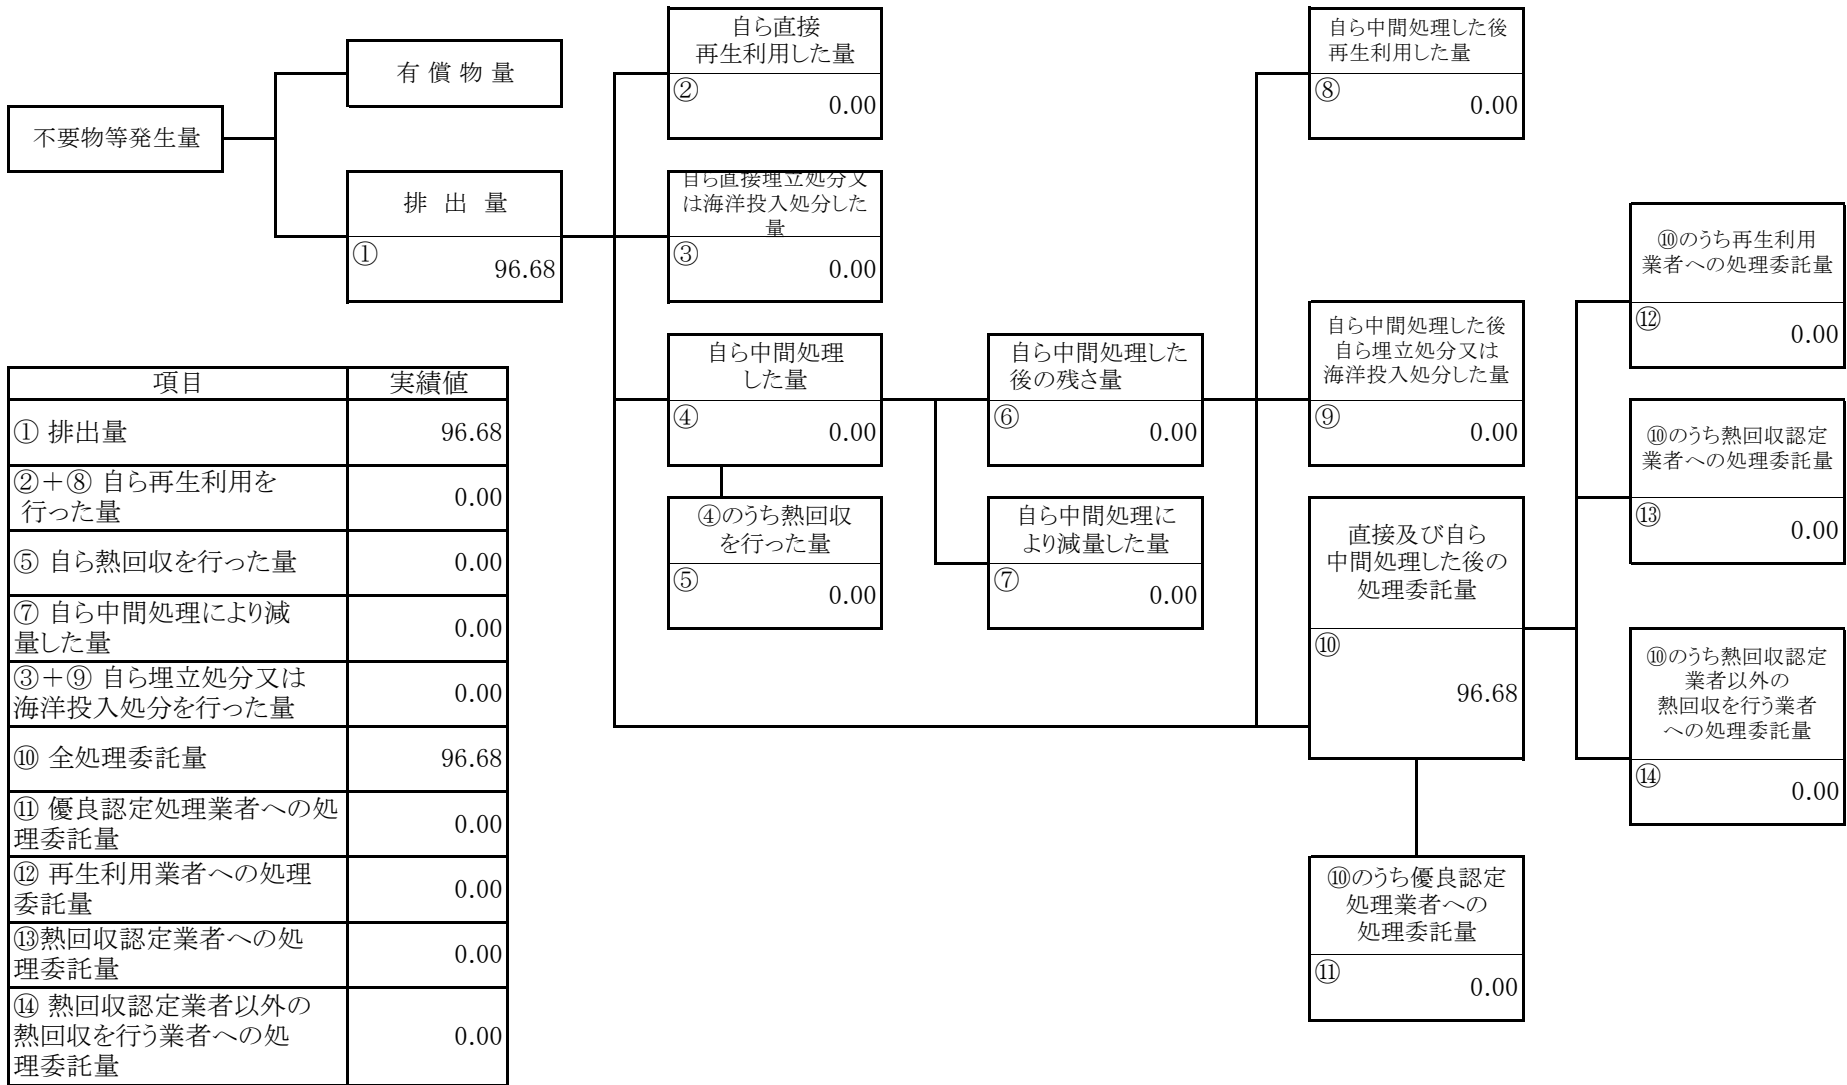 不要物等発生量
有 償 物 量
排 出 量
①
96.68
自ら直接
再生利用した量
②
0.00
自ら直接埋立処分又
は海洋投入処分した
量
③
0.00
自ら中間処理
した量
④
0.00
④のうち熱回収
を行った量
⑤
0.00
自ら中間処理した
後の残さ量
⑥
0.00
自ら中間処理に
より減量した量
⑦
0.00
自ら中間処理した後
再生利用した量
⑧
0.00
自ら中間処理した後
自ら埋立処分又は
海洋投入処分した量
⑨
0.00
直接及び自ら
中間処理した後の
処理委託量
⑩
96.68
⑩のうち優良認定
処理業者への
処理委託量
⑪
0.00
⑩のうち再生利用
業者への処理委託量
⑫
0.00
⑩のうち熱回収認定
業者への処理委託量
⑬
0.00
⑩のうち熱回収認定
業者以外の
熱回収を行う業者
への処理委託量
⑭
0.00
項目 実績値
① 排出量 96.68
②＋⑧ 自ら再生利用を
行った量
0.00
⑤ 自ら熱回収を行った量 0.00
⑦ 自ら中間処理により減
量した量
0.00
③＋⑨ 自ら埋立処分又は
海洋投入処分を行った量
0.00
⑩ 全処理委託量 96.68
⑪ 優良認定処理業者への処
理委託量
0.00
⑫ 再生利用業者への処理
委託量
0.00
⑬熱回収認定業者への処
理委託量
0.00
⑭ 熱回収認定業者以外の
熱回収を行う業者への処
理委託量
0.00